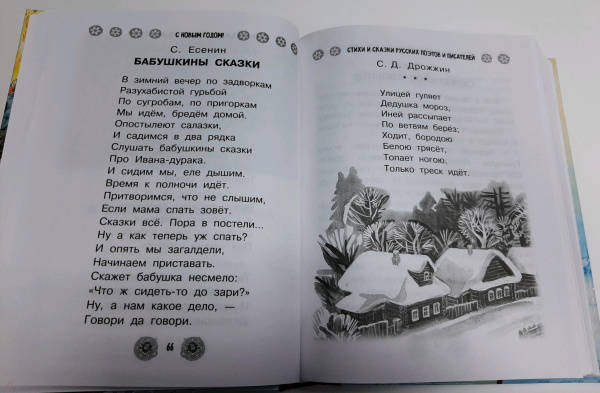 С НОВЫМ ГОДОМ!
С. Есенин
БАБУШКИНЫ СКАЗКИ
В зимний вечер по задворкам
Разухабистой гурьбой
По сугробам, по пригоркам
Мы идём, бредём домой.
Опостылеют салазки,
И садимся в два рядка
Слушать бабушкины сказки
Про Ивана-дурака.
И сидим мы, еле дышим.
Время к полночи идёт.
Притворимся, что не слышим,
Если мама спать зовёт.
Сказки всё. Пора в постели...
Ну а как теперь уж спать?
И опять мы загалдели,
Начинаем приставать.
Скажет бабушка несмело:
«Что ж сидеть-то до зари?»
Ну, а нам какое дело, —
Говори да говори.
СТИХИ И СКАЗКИ РУССКИХ ПОЭТОВ И ПИСАТЕЛЕЙ
С. Д. Дрожжин
* * *
Улицей гуляет
Дедушка мороз,
Иней рассыпает
По ветвям берёз;
Ходит, бородою
Белою трясёт,
Топает ногою,
Только треск идёт.